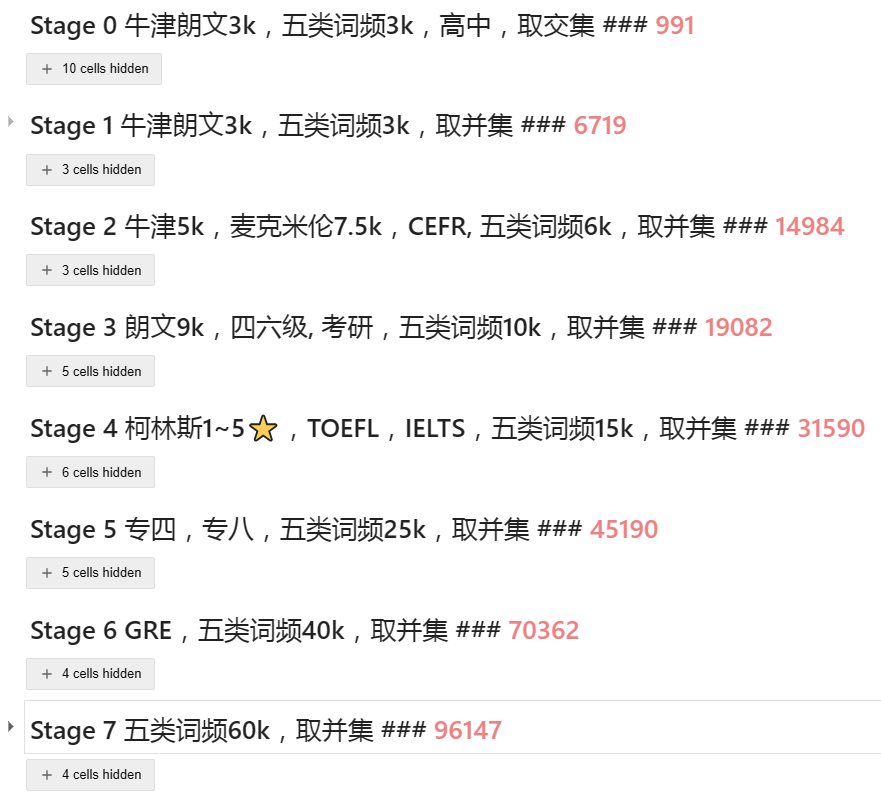 Stage 0 牛津朗文3k，五类词频3k，高中，取交集 ### 991
+ 10 cells hidden
Stage 1 牛津朗文3k，五类词频3k，取并集 ### 6719
+ 3 cells hidden
Stage 2 牛津5k，麦克米伦7.5k，CEFR, 五类词频6k，取并集 ### 14984
+ 3 cells hidden
Stage 3 朗文9k，四六级, 考研，五类词频10k，取并集 ### 19082
+ 5 cells hidden
Stage 4 柯林斯1~5⭐，TOEFL，IELTS，五类词频15k，取并集 ### 31590
+ 6 cells hidden
Stage 5 专四，专八，五类词频25k，取并集 ### 45190
+ 5 cells hidden
Stage 6 GRE，五类词频40k，取并集 ### 70362
+ 4 cells hidden
Stage 7 五类词频60k，取并集 ### 96147
+ 4 cells hidden